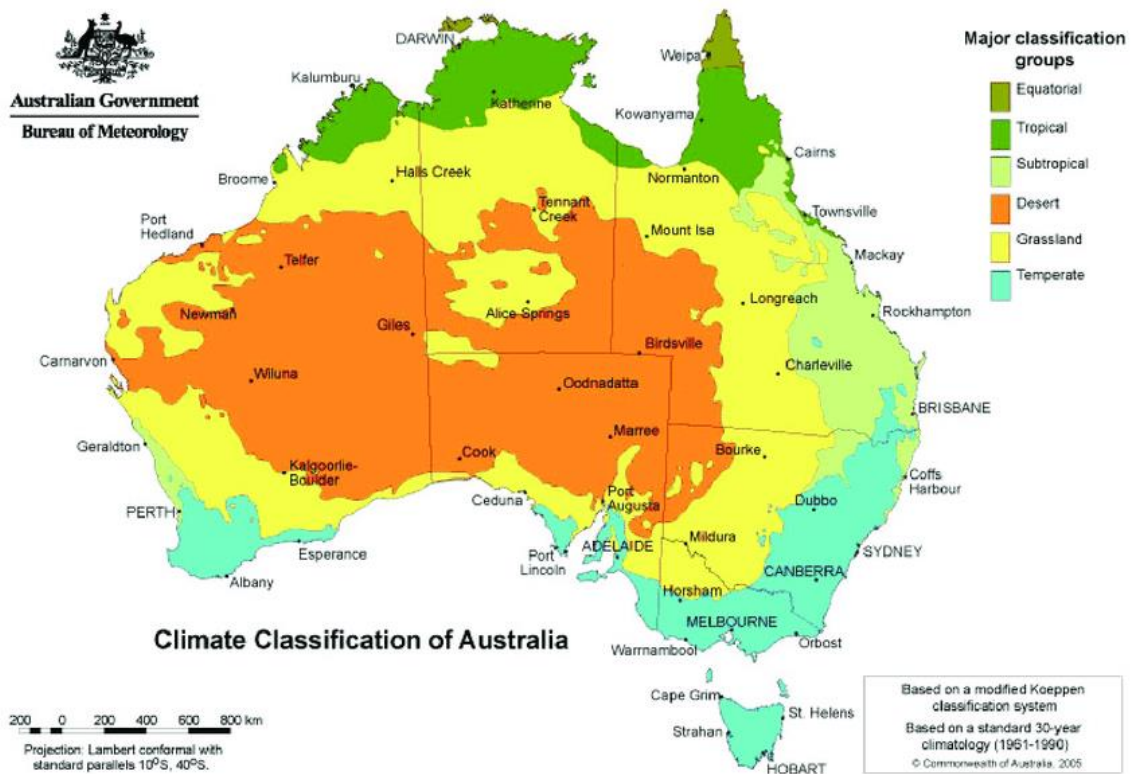 Australian Government
Bureau of Meteorology
Major classification
groups
Equatorial
Tropical
Subtropical
Desert
Grassland
Temperate
DARWIN
Weipa
Kalumburu
Katherine
Kowanyama
Cairns
Broome
Halls Creek
Normanton
Port
Hedland
Tennant
Creek
Townsville
Mount Isa
Mackay
Telfer
Newman
Alice Springs
Longreach
Rockhampton
Giles
Birdsville
Carnarvon
Wiluna
Oodnadatta
Charleville
BRISBANE
Geraldton
Marree
Cook
Bourke
Kalgoorlie-
Boulder
Coffs
Harbour
Ceduna
Port
Augusta
PERTH
Dubbo
Esperance
Port
Lincoln
ADELAIDE
Mildura
SYDNEY
Albany
CANBERRA
Horsham
MELBOURNE
Orbost
Warrnambool
Climate Classification of Australia
Cape Grim
St. Helens
Strahan
HOBART
200 0 200 400 600 800 km
Projection: Lambert conformal with
standard parallels 10°S, 40°S.
Based on a modified Koeppen
classification system
Based on a standard 30-year
climatology (1961-1990)
© Commonwealth of Australia, 2005